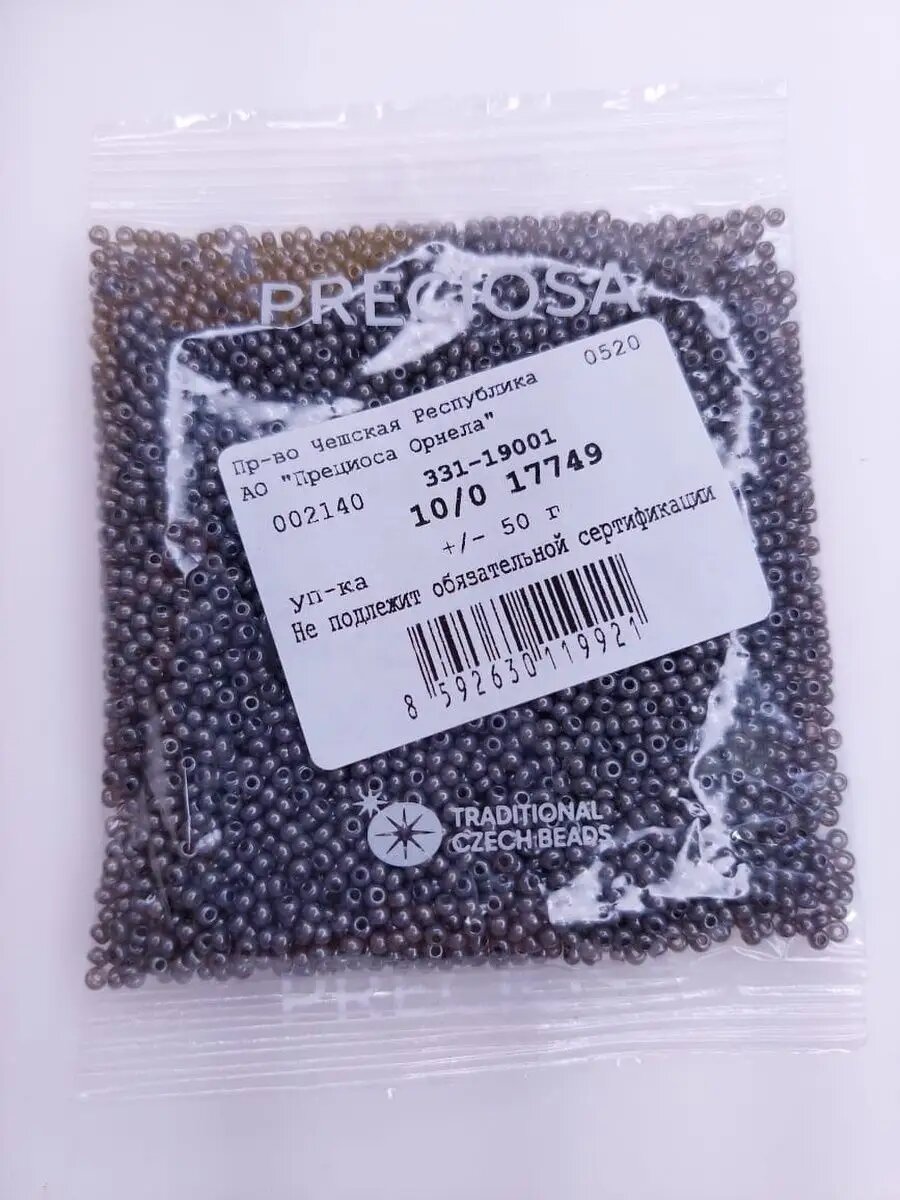 PRECIOSA
0520
Пр-во Чешская Республика
АО "Прециоса Орнела"
331-19001
002140 10/0 17749
+/- 50 г
уп-ка
Не подлежит обязательной сертификации
8 592630 119921
TRADITIONAL
CZECH BEADS